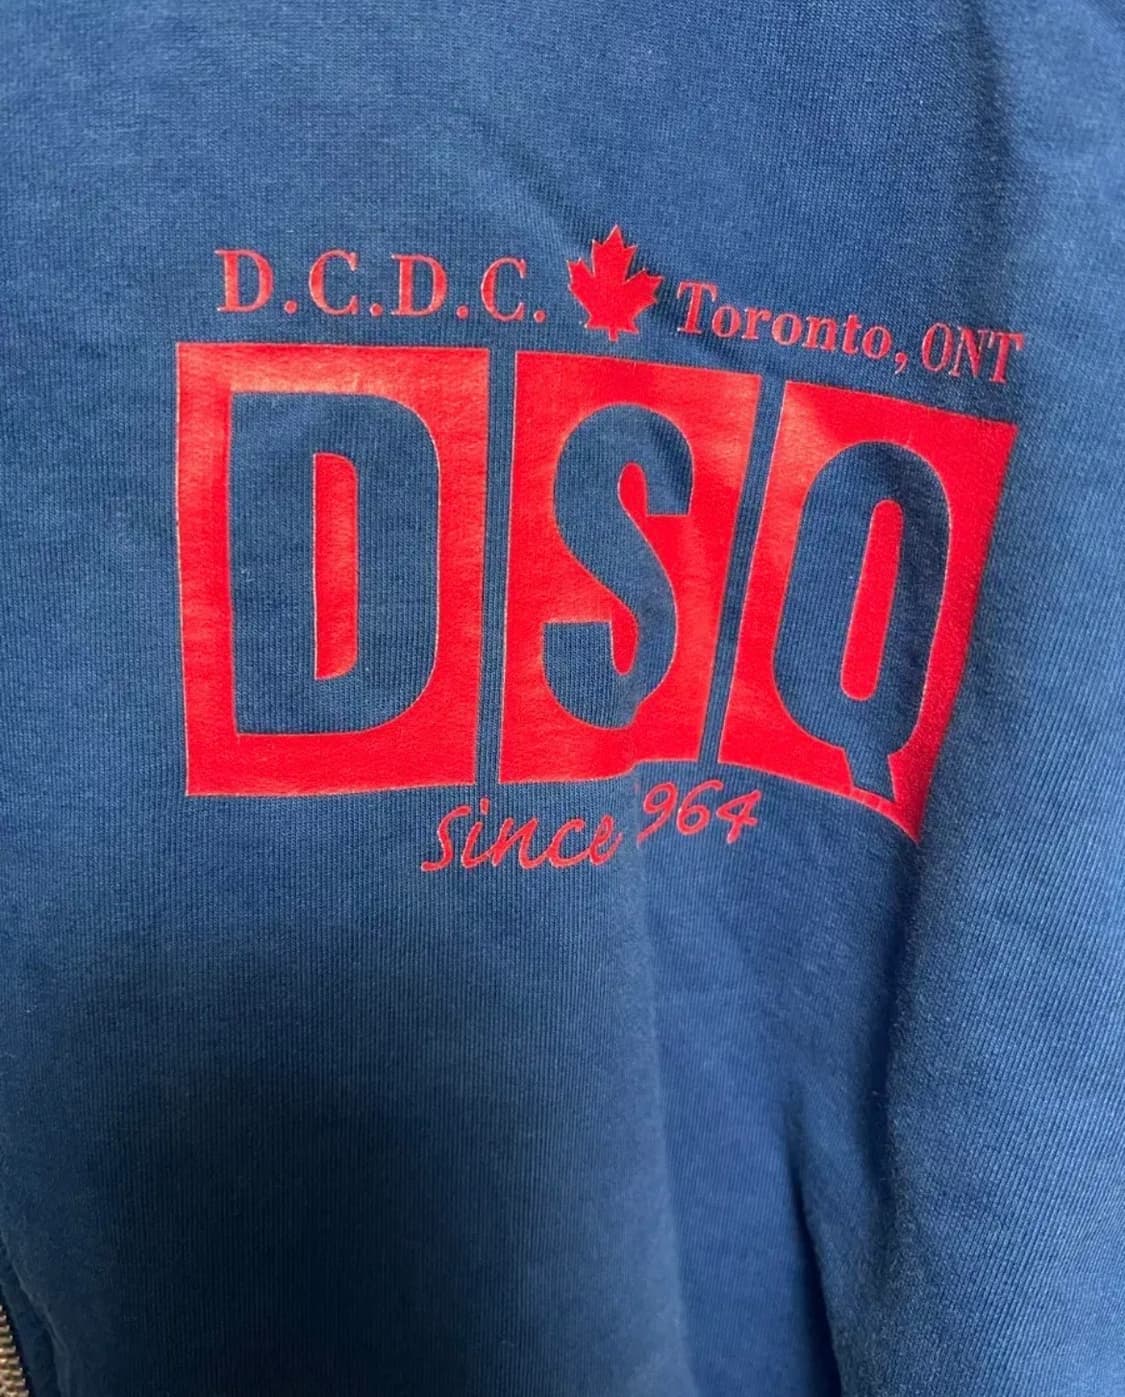 D.C.D.C. Toronto, ONT
DSQ
since 964